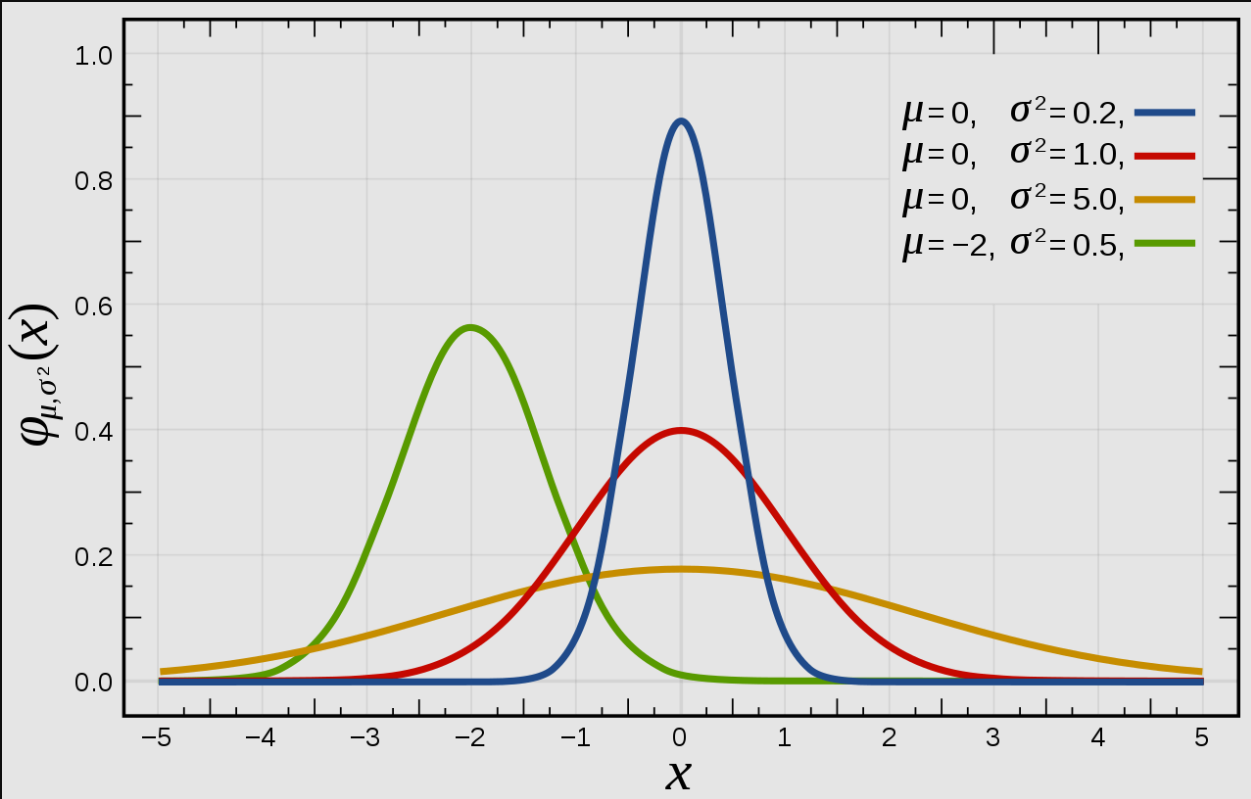 1.0
μ= 0, σ²= 0.2,
μ= 0, σ²= 1.0,
0.8
μ= 0, σ²= 5.0,
μ= −2, σ²= 0.5,
0.6
φμ,σ²(x)
0.4
0.2
0.0
−5 −4 −3 −2 −1 0 1 2 3 4 5
x